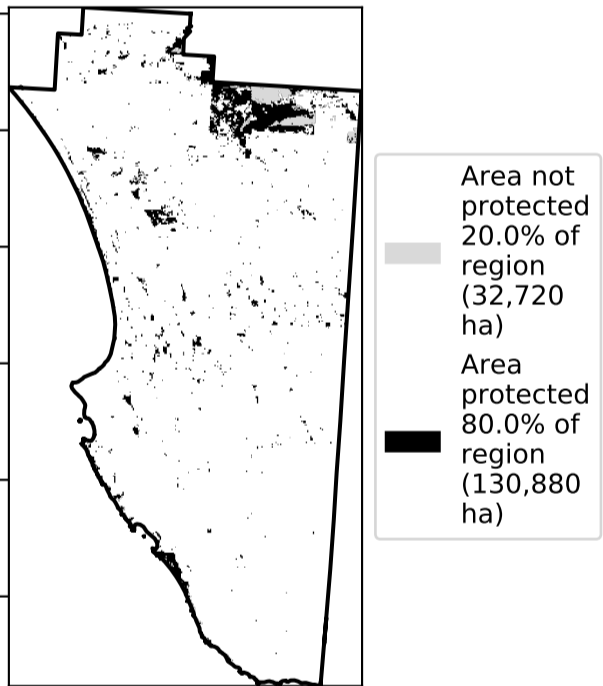 Area not
protected
20.0% of
region
(32,720
ha)
Area
protected
80.0% of
region
(130,880
ha)